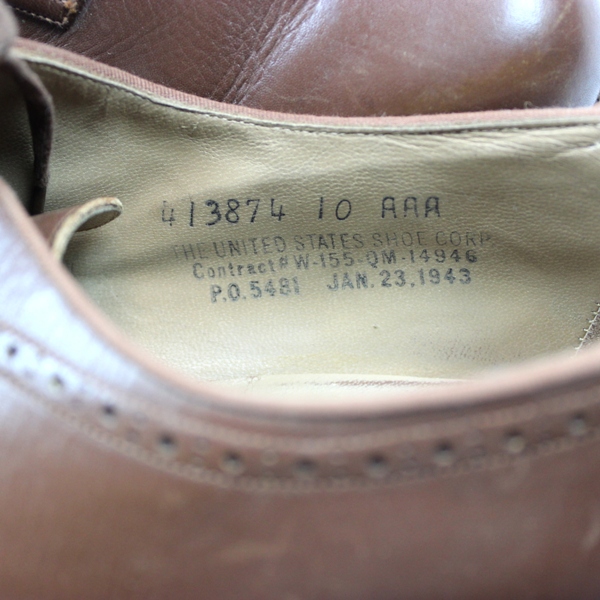 413874 10 AAA
THE UNITED STATES SHOE CORP.
Contract# W-155-QM-14946
P.O. 5481 JAN. 23, 1943